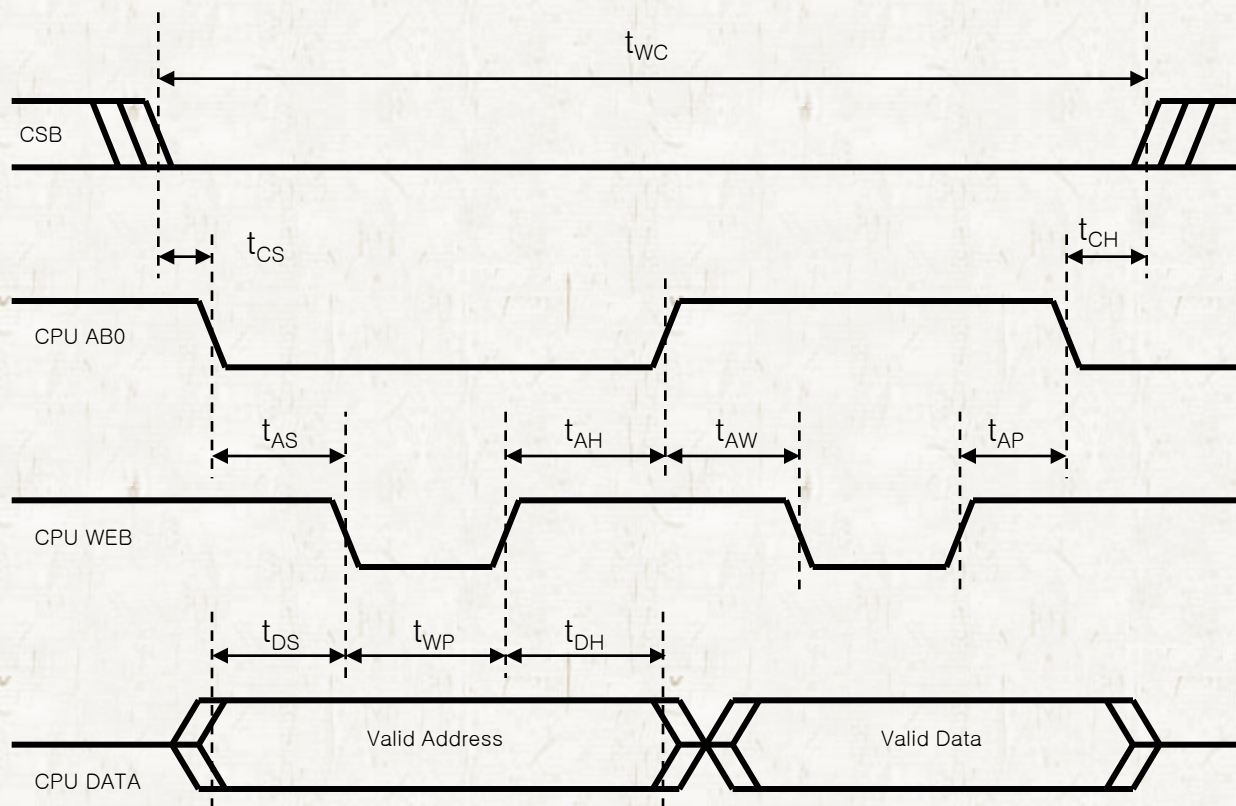 tWC
CSB
tCS
tCH
CPU AB0
tAS
tAH
tAW
tAP
CPU WEB
tDS
tWP
tDH
Valid Address
Valid Data
CPU DATA